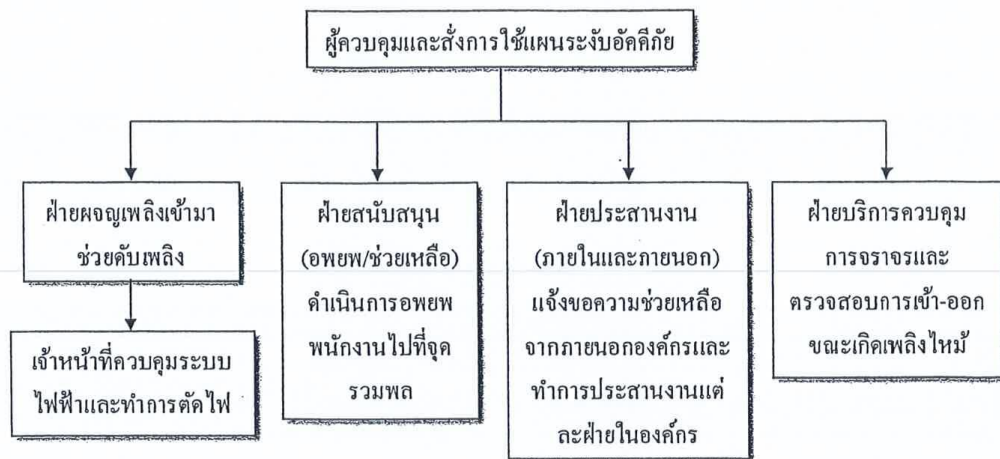 ผู้ควบคุมและสั่งการใช้แผนระงับอัคคีภัย
ฝ่ายผจญเพลิงเข้ามา
ช่วยดับเพลิง
เจ้าหน้าที่ควบคุมระบบ
ไฟฟ้าและทำการตัดไฟ
ฝ่ายสนับสนุน
(อพยพ/ช่วยเหลือ)
ดำเนินการอพยพ
พนักงานไปที่จุด
รวมพล
ฝ่ายประสานงาน
(ภายในและภายนอก)
แจ้งขอความช่วยเหลือ
จากภายนอกองค์กรและ
ทำการประสานงานแต่
ละฝ่ายในองค์กร
ฝ่ายบริการควบคุม
การจราจรและ
ตรวจสอบการเข้า-ออก
ขณะเกิดเพลิงไหม้